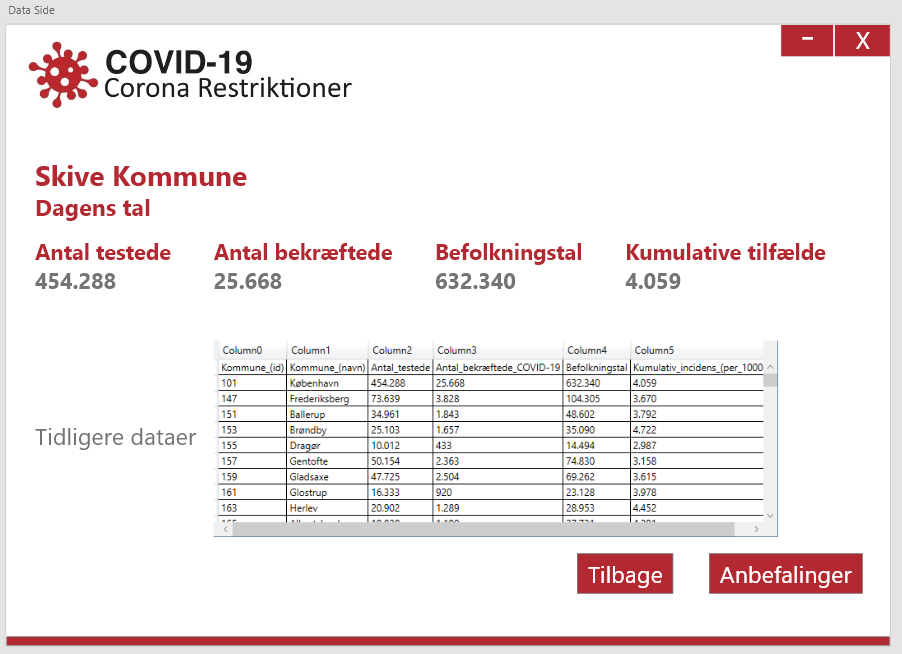 Data Side
– X
COVID-19
Corona Restriktioner
Skive Kommune
Dagens tal
Antal testede Antal bekræftede Befolkningstal Kumulative tilfælde
454.288 25.668 632.340 4.059
Column0 Column1 Column2 Column3 Column4 Column5
Kommune_(id) Kommune_(navn) Antal_testede Antal_bekræftede_COVID-19 Befolkningstal Kumulativ_incidens_(per_1000
101 København 454.288 25.668 632.340 4.059
147 Frederiksberg 73.639 3.828 104.305 3.670
151 Ballerup 34.961 1.843 48.602 3.792
153 Brøndby 25.103 1.657 35.090 4.722
155 Dragør 10.012 433 14.494 2.987
157 Gentofte 50.154 2.363 74.830 3.158
159 Gladsaxe 47.725 2.504 69.262 3.615
161 Glostrup 16.333 920 23.128 3.978
163 Herlev 20.902 1.289 28.953 4.452
Tidligere dataer
Tilbage Anbefalinger